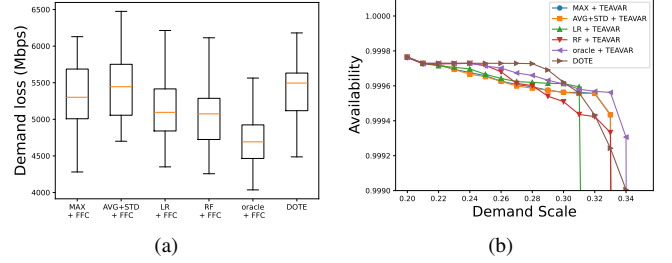 Demand loss (Mbps)
6500
6000
5500
5000
4500
4000
MAX + FFC
AVG+STD + FFC
LR + FFC
RF + FFC
oracle + FFC
DOTE
(a)
Availability
1.0000
0.9998
0.9996
0.9994
0.9992
0.9990
MAX + TEAVAR
AVG+STD + TEAVAR
LR + TEAVAR
RF + TEAVAR
oracle + TEAVAR
DOTE
0.20 0.22 0.24 0.26 0.28 0.30 0.32 0.34
Demand Scale
(b)